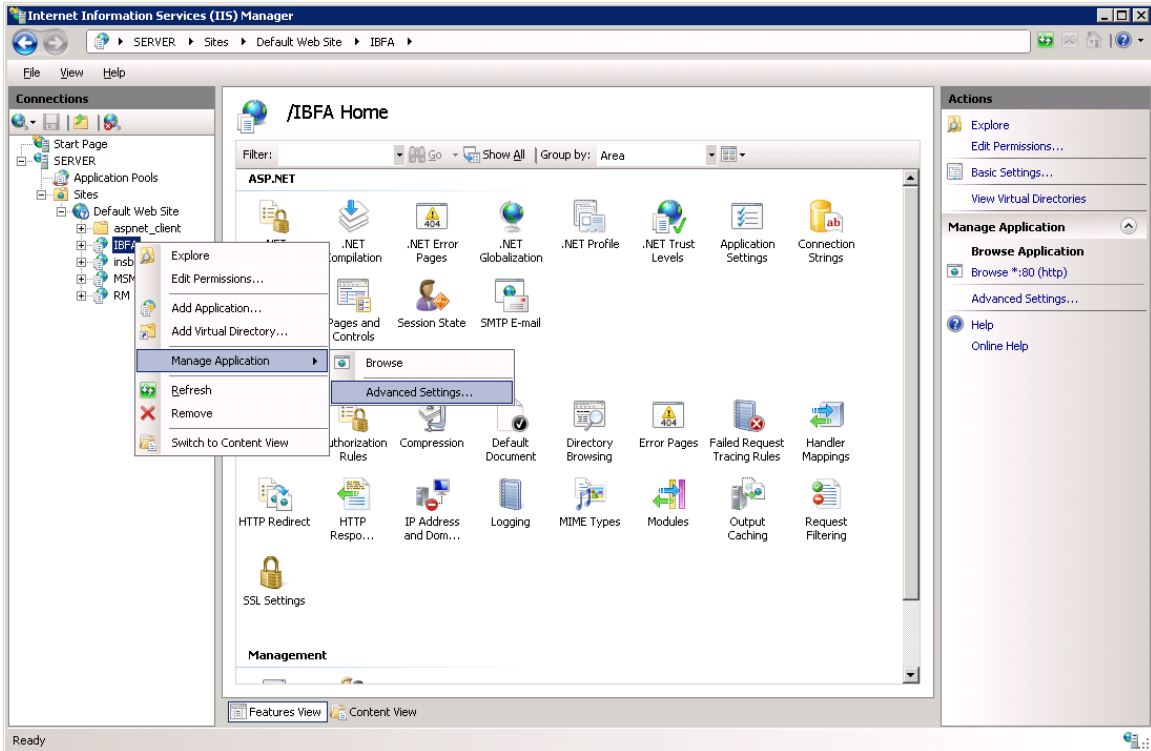 Internet Information Services (IIS) Manager
SERVER Sites Default Web Site IBFA
File View Help
Connections
Start Page
SERVER
Application Pools
Sites
Default Web Site
aspnet_client
IBFA
insb
MSM
RM
Explore
Edit Permissions...
Add Application...
Add Virtual Directory...
Manage Application
Refresh
Remove
Switch to Content View
Browse
Advanced Settings...
/IBFA Home
Filter: Go Show All Group by: Area
ASP.NET
.NET Compilation
.NET Error Pages
.NET Globalization
.NET Profile
.NET Trust Levels
Application Settings
Connection Strings
Pages and Controls
Session State
SMTP E-mail
uthorization Rules
Compression
Default Document
Directory Browsing
Error Pages
Failed Request Tracing Rules
Handler Mappings
HTTP Redirect
HTTP Respo...
IP Address and Dom...
Logging
MIME Types
Modules
Output Caching
Request Filtering
SSL Settings
Management
Features View Content View
Actions
Explore
Edit Permissions...
Basic Settings...
View Virtual Directories
Manage Application
Browse Application
Browse *:80 (http)
Advanced Settings...
Help
Online Help
Ready